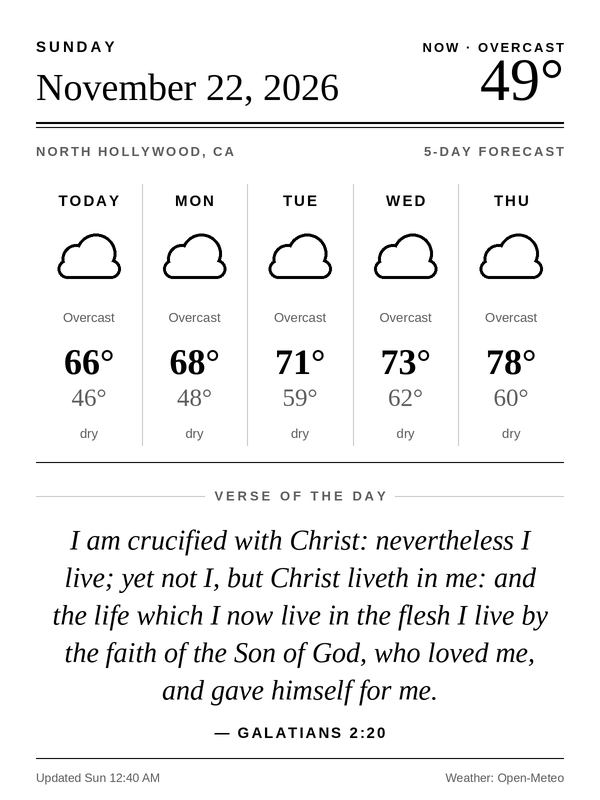 SUNDAY
NOW · OVERCAST
November 22, 2026
49°
NORTH HOLLYWOOD, CA
5-DAY FORECAST
TODAY MON TUE WED THU
Overcast Overcast Overcast Overcast Overcast
66° 68° 71° 73° 78°
46° 48° 59° 62° 60°
dry dry dry dry dry
VERSE OF THE DAY
I am crucified with Christ: nevertheless I
live; yet not I, but Christ liveth in me: and
the life which I now live in the flesh I live by
the faith of the Son of God, who loved me,
and gave himself for me.
— GALATIANS 2:20
Updated Sun 12:40 AM
Weather: Open-Meteo